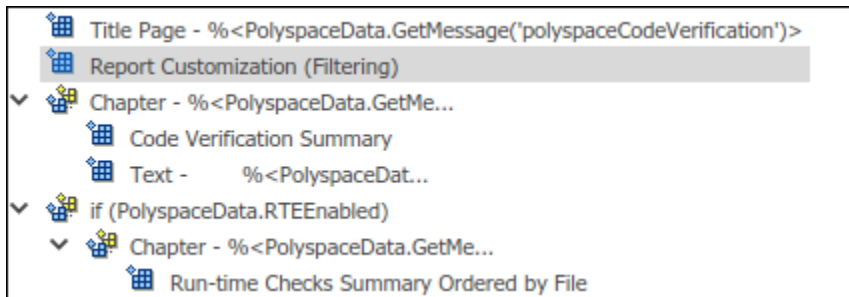 Title Page - %<PolyspaceData.GetMessage('polyspaceCodeVerification')>
Report Customization (Filtering)
Chapter - %<PolyspaceData.GetMe...
Code Verification Summary
Text -        %<PolyspaceDat...
if (PolyspaceData.RTEEnabled)
Chapter - %<PolyspaceData.GetMe...
Run-time Checks Summary Ordered by File